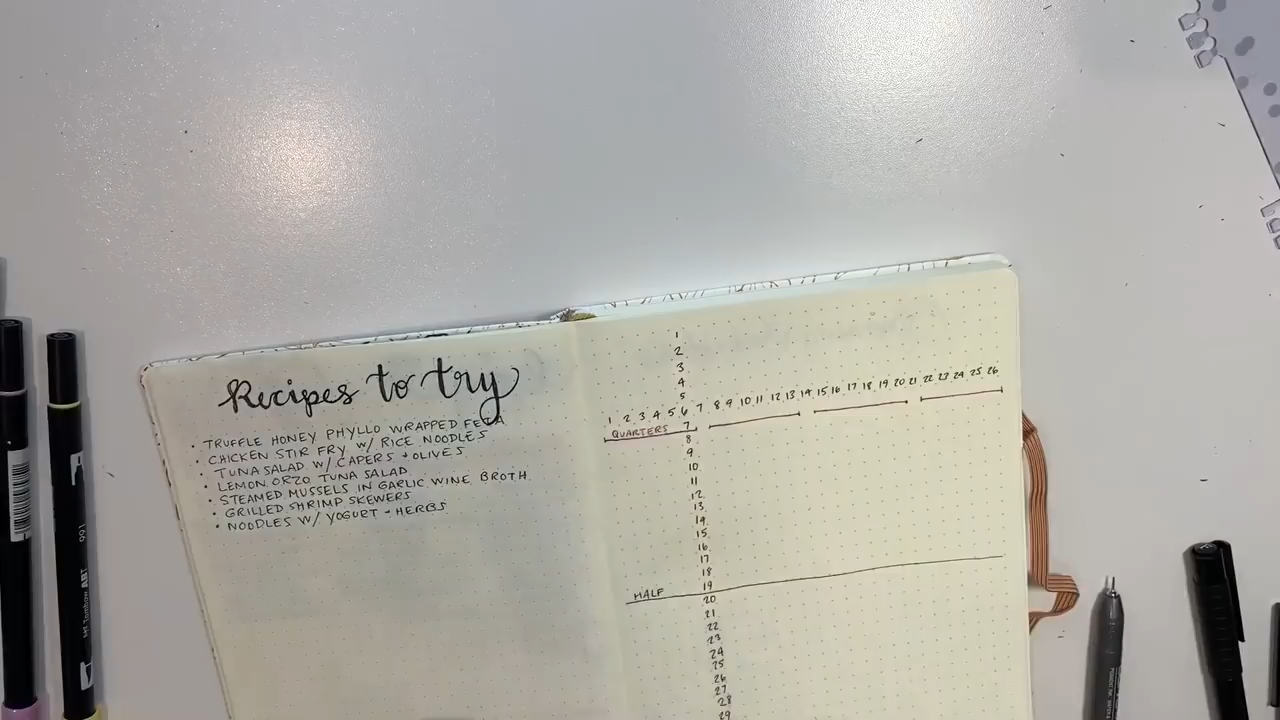 Recipes to try
• TRUFFLE HONEY PHYLLO WRAPPED FETA
• CHICKEN STIR FRY W/ RICE NOODLES
• TUNA SALAD W/ CAPERS + OLIVES
• LEMON ORZO TUNA SALAD
• STEAMED MUSSELS IN GARLIC WINE BROTH
• GRILLED SHRIMP SKEWERS
• NOODLES W/ YOGURT + HERBS
1
2
3
4
5
1 2 3 4 5 6 7 8 9 10 11 12 13 14 15 16 17 18 19 20 21 22 23 24 25 26
QUARTERS
7
8
9
10
11
12
13
14
15
16
17
18
HALF 19
20
21
22
23
24
25
26
27
28
29
991
Tombow ABT